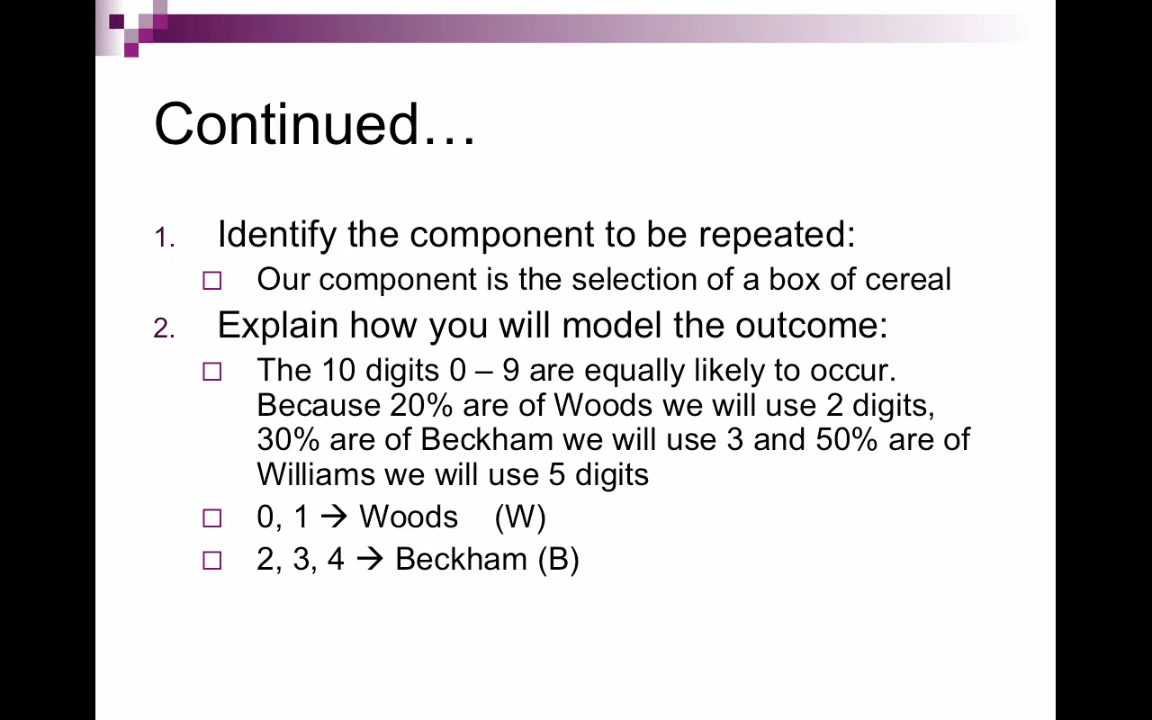 Continued…
1. Identify the component to be repeated:
□ Our component is the selection of a box of cereal
2. Explain how you will model the outcome:
□ The 10 digits 0 – 9 are equally likely to occur.
Because 20% are of Woods we will use 2 digits,
30% are of Beckham we will use 3 and 50% are of
Williams we will use 5 digits
□ 0, 1 → Woods (W)
□ 2, 3, 4 → Beckham (B)